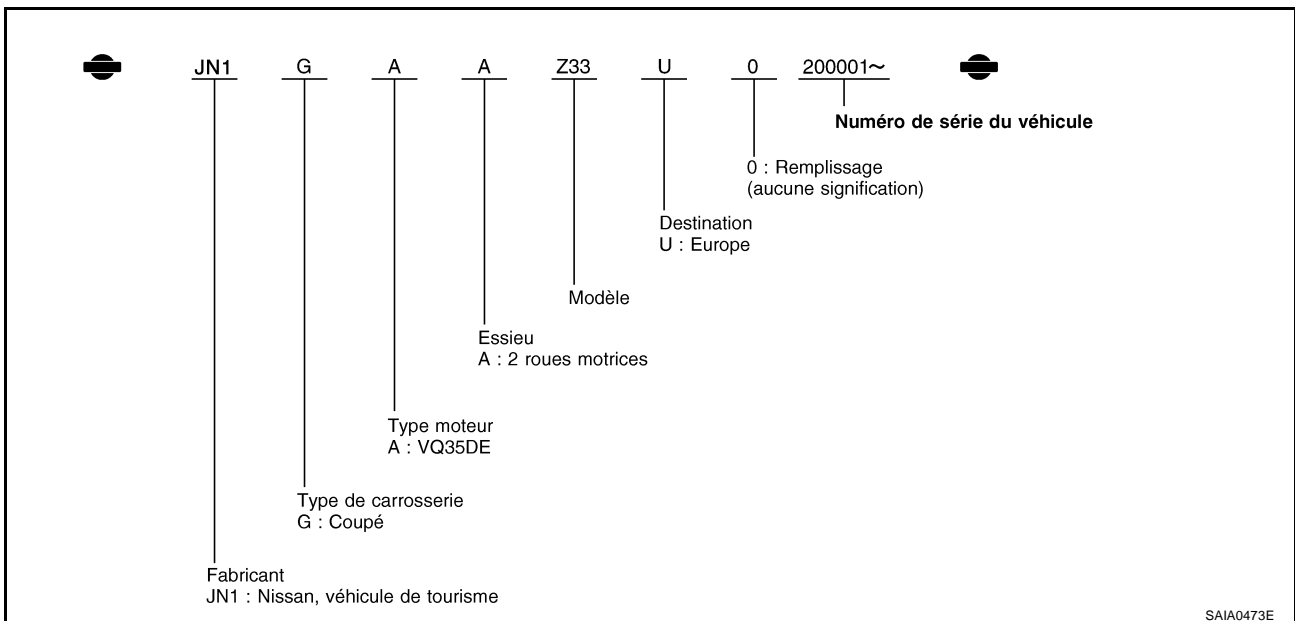 JN1 G A A Z33 U 0 200001～
Numéro de série du véhicule
0 : Remplissage
(aucune signification)
Destination
U : Europe
Modèle
Essieu
A : 2 roues motrices
Type moteur
A : VQ35DE
Type de carrosserie
G : Coupé
Fabricant
JN1 : Nissan, véhicule de tourisme
SAIA0473E